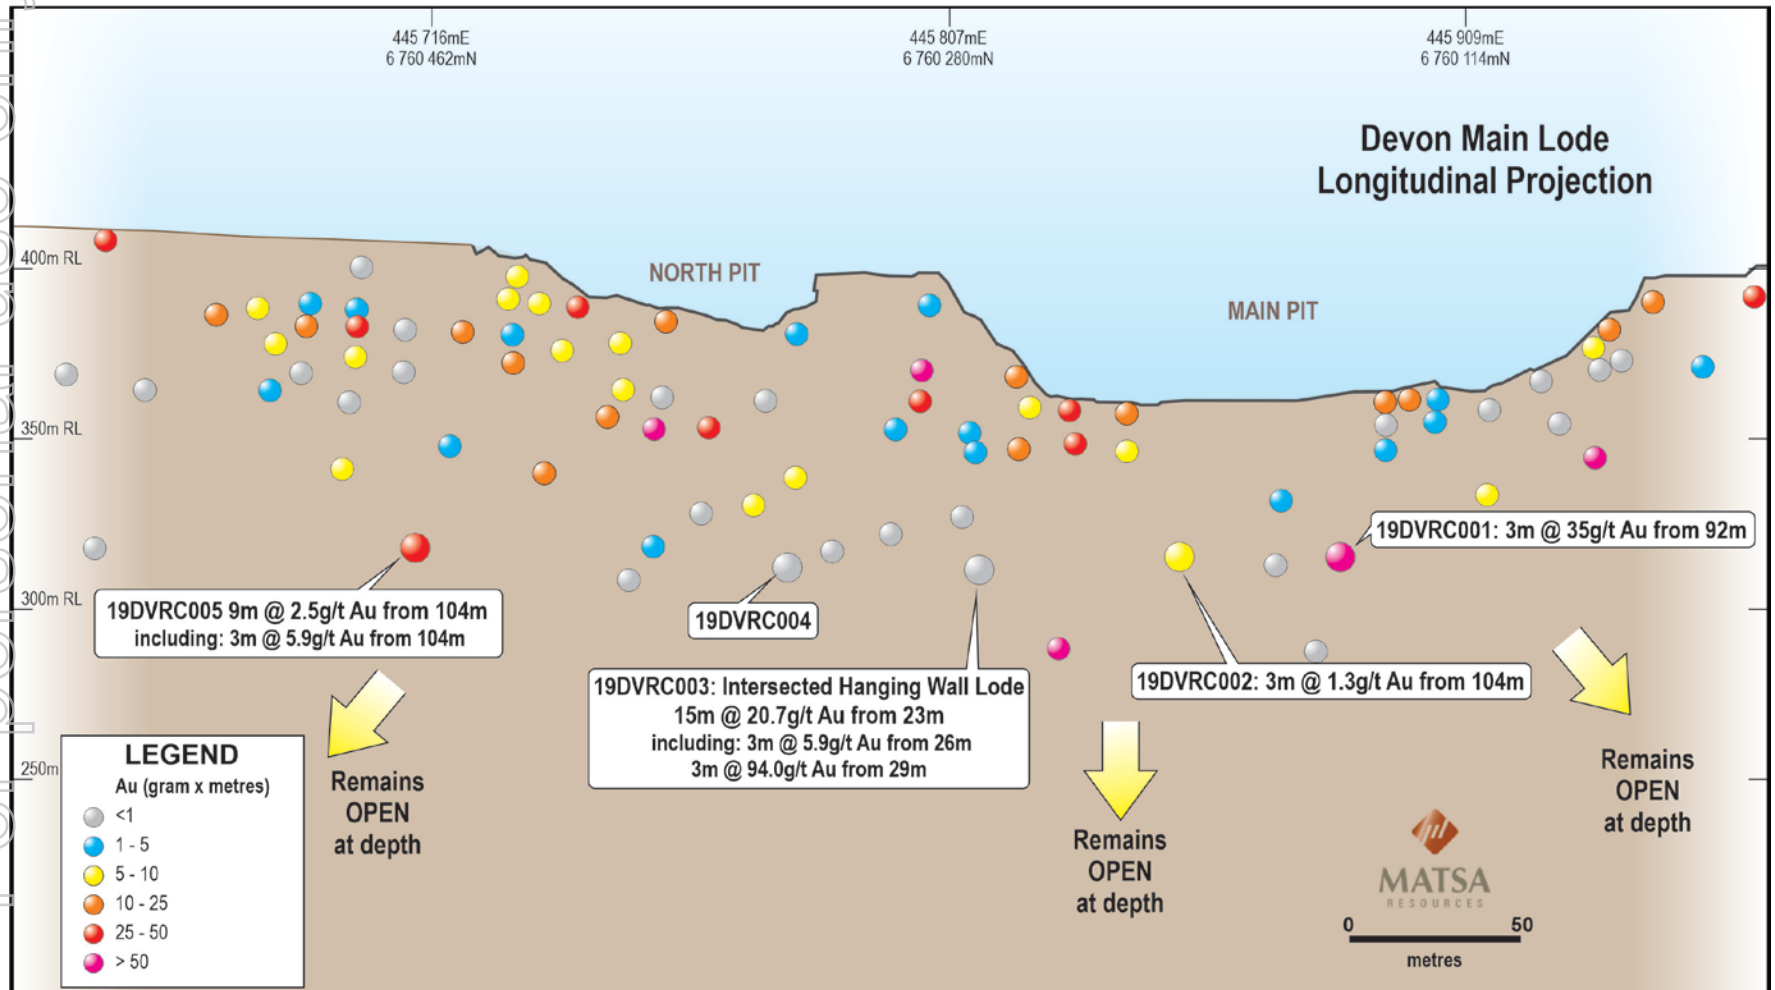 445 716mE
6 760 462mN
445 807mE
6 760 280mN
445 909mE
6 760 114mN
Devon Main Lode
Longitudinal Projection
400m RL
NORTH PIT
MAIN PIT
350m RL
19DVRC001: 3m @ 35g/t Au from 92m
300m RL
19DVRC005 9m @ 2.5g/t Au from 104m
including: 3m @ 5.9g/t Au from 104m
19DVRC004
19DVRC003: Intersected Hanging Wall Lode
15m @ 20.7g/t Au from 23m
including: 3m @ 5.9g/t Au from 26m
3m @ 94.0g/t Au from 29m
19DVRC002: 3m @ 1.3g/t Au from 104m
250m
LEGEND
Au (gram x metres)
<1
1 - 5
5 - 10
10 - 25
25 - 50
> 50
Remains
OPEN
at depth
Remains
OPEN
at depth
Remains
OPEN
at depth
MATSA
RESOURCES
0 50
metres